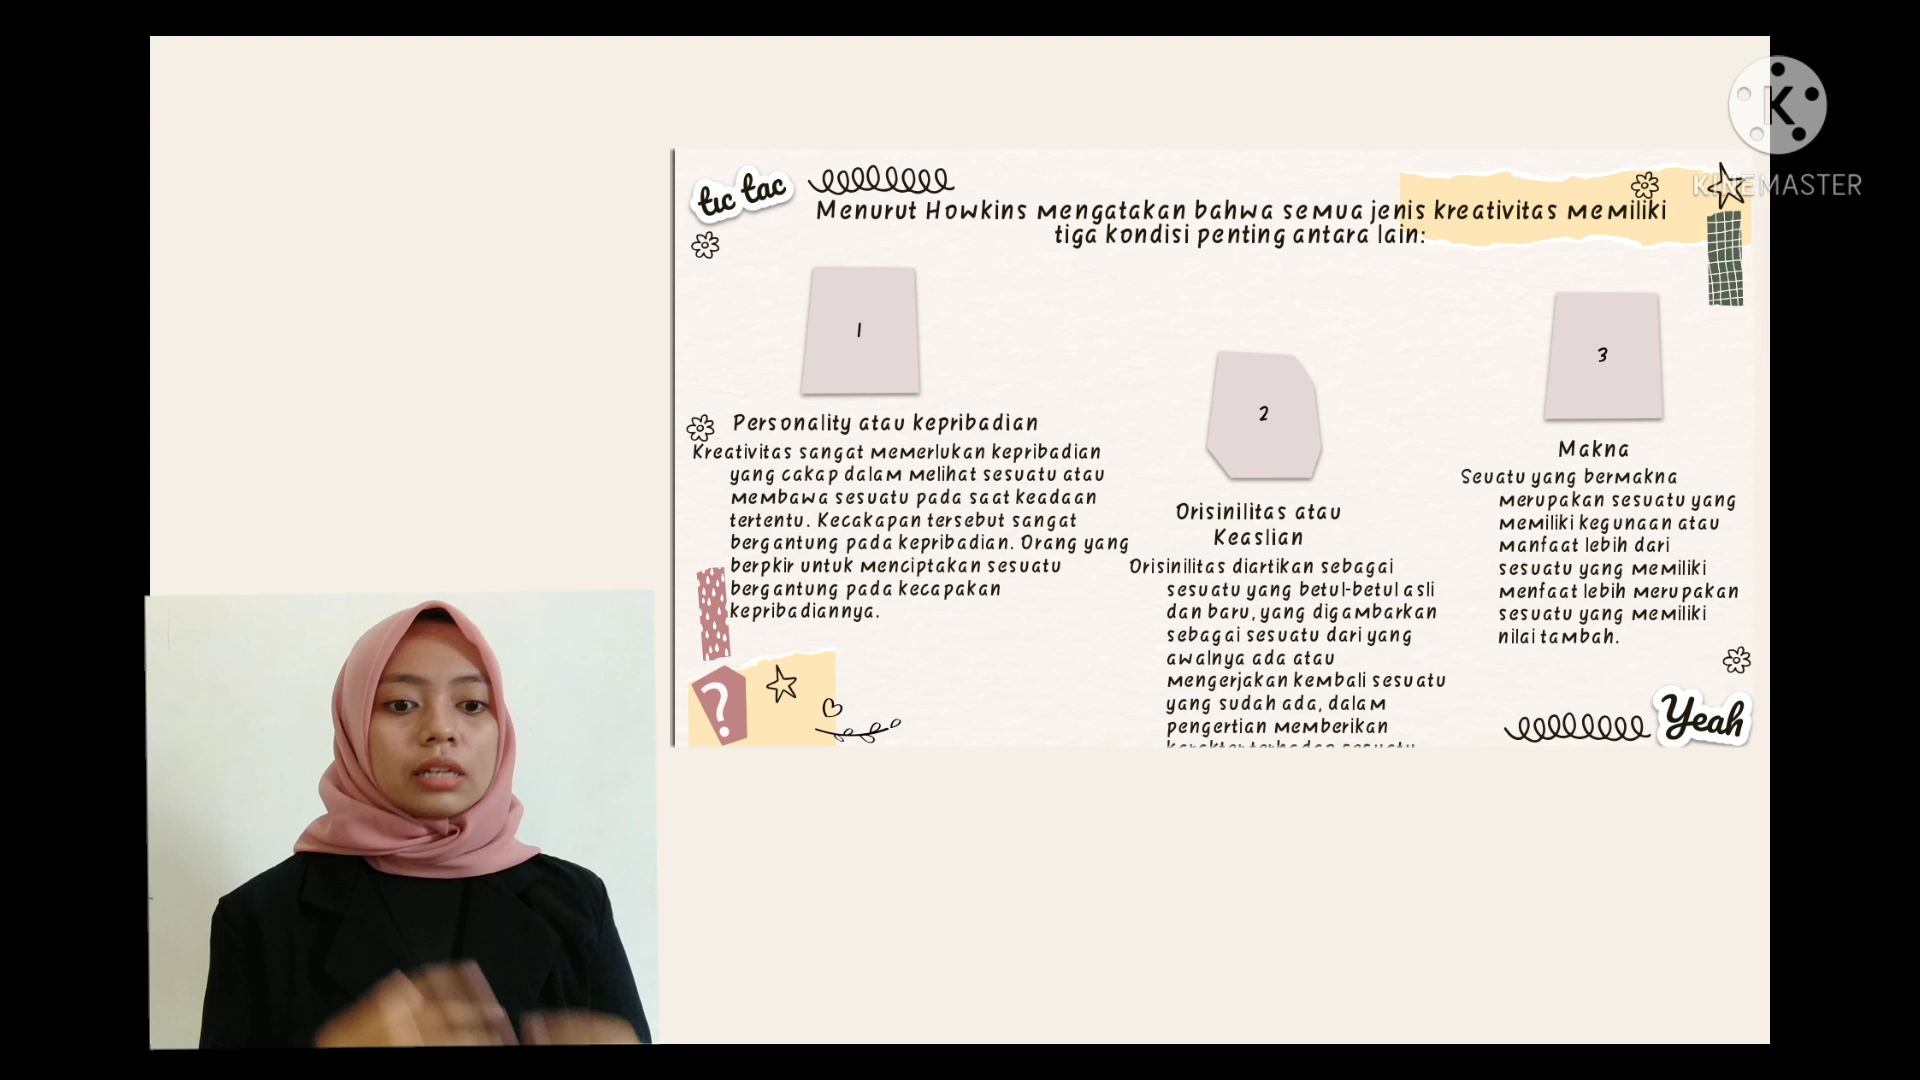 tic tac
Menurut Howkins mengatakan bahwa semua jenis kreativitas memiliki
tiga kondisi penting antara lain:
1
Personality atau kepribadian
Kreativitas sangat memerlukan kepribadian
yang cakap dalam melihat sesuatu atau
membawa sesuatu pada saat keadaan
tertentu. Kecakapan tersebut sangat
bergantung pada kepribadian. Orang yang
berpkir untuk menciptakan sesuatu
bergantung pada kecapakan
kepribadiannya.
?
2
Orisinilitas atau
Keaslian
Orisinilitas diartikan sebagai
sesuatu yang betul-betul asli
dan baru, yang digambarkan
sebagai sesuatu dari yang
awalnya ada atau
mengerjakan kembali sesuatu
yang sudah ada, dalam
pengertian memberikan
karakter terhadap sesuatu
3
Makna
Seuatu yang bermakna
merupakan sesuatu yang
memiliki kegunaan atau
manfaat lebih dari
sesuatu yang memiliki
menfaat lebih merupakan
sesuatu yang memiliki
nilai tambah.
Yeah
K
KINEMASTER